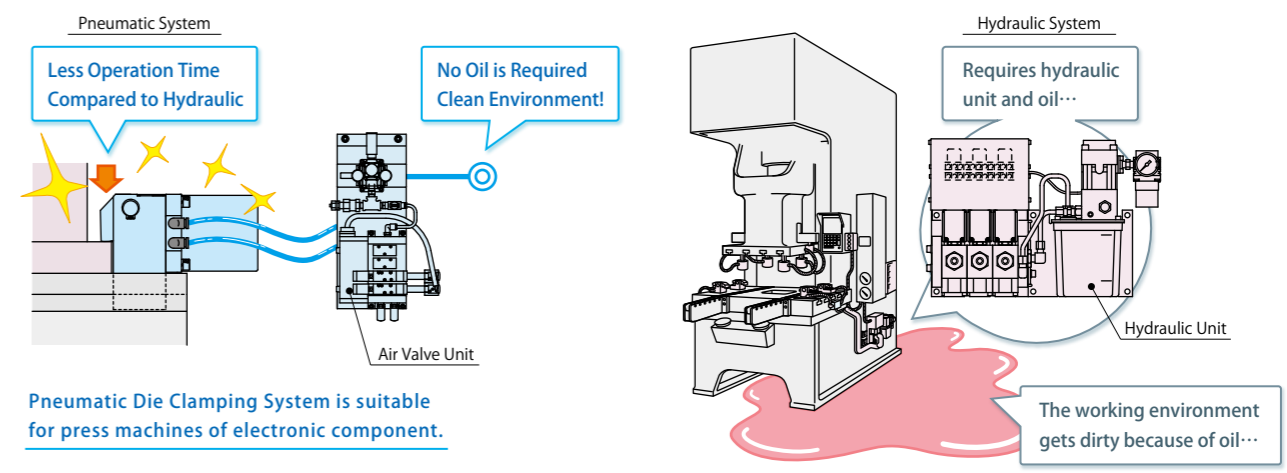 Pneumatic System
Less Operation Time
Compared to Hydraulic
No Oil is Required
Clean Environment!
Air Valve Unit
Pneumatic Die Clamping System is suitable
for press machines of electronic component.
Hydraulic System
Requires hydraulic
unit and oil…
Hydraulic Unit
The working environment
gets dirty because of oil…